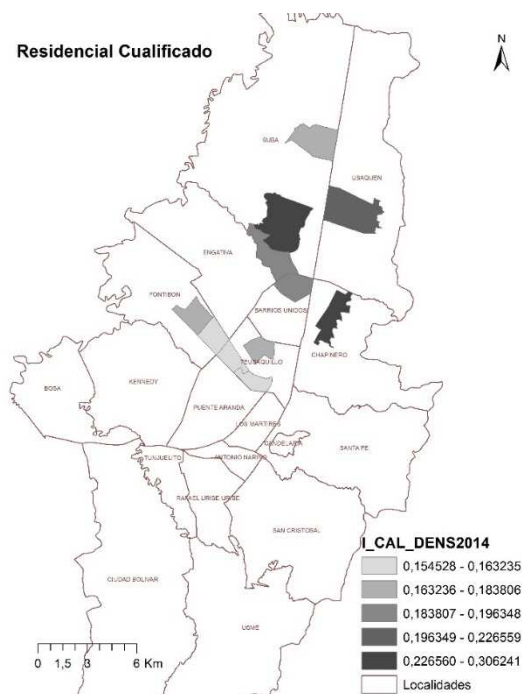 Residencial Cualificado
N
SUBA
USAQUEN
ENGATIVA
FONTIBON
BARRIOS UNIDOS
TEUSAQUILLO
CHAPINERO
BOSA
KENNEDY
PUENTE ARANDA
LOS MARTIRES
CANDELARIA
SANTA FE
TUNJUELITO
ANTONIO NARIÑO
RAFAEL URIBE URIBE
SAN CRISTOBAL
CIUDAD BOLIVAR
USME
I_CAL_DENS2014
0,154528 - 0,163235
0,163236 - 0,183806
0,183807 - 0,196348
0,196349 - 0,226559
0,226560 - 0,306241
Localidades
0 1,5 3 6 Km